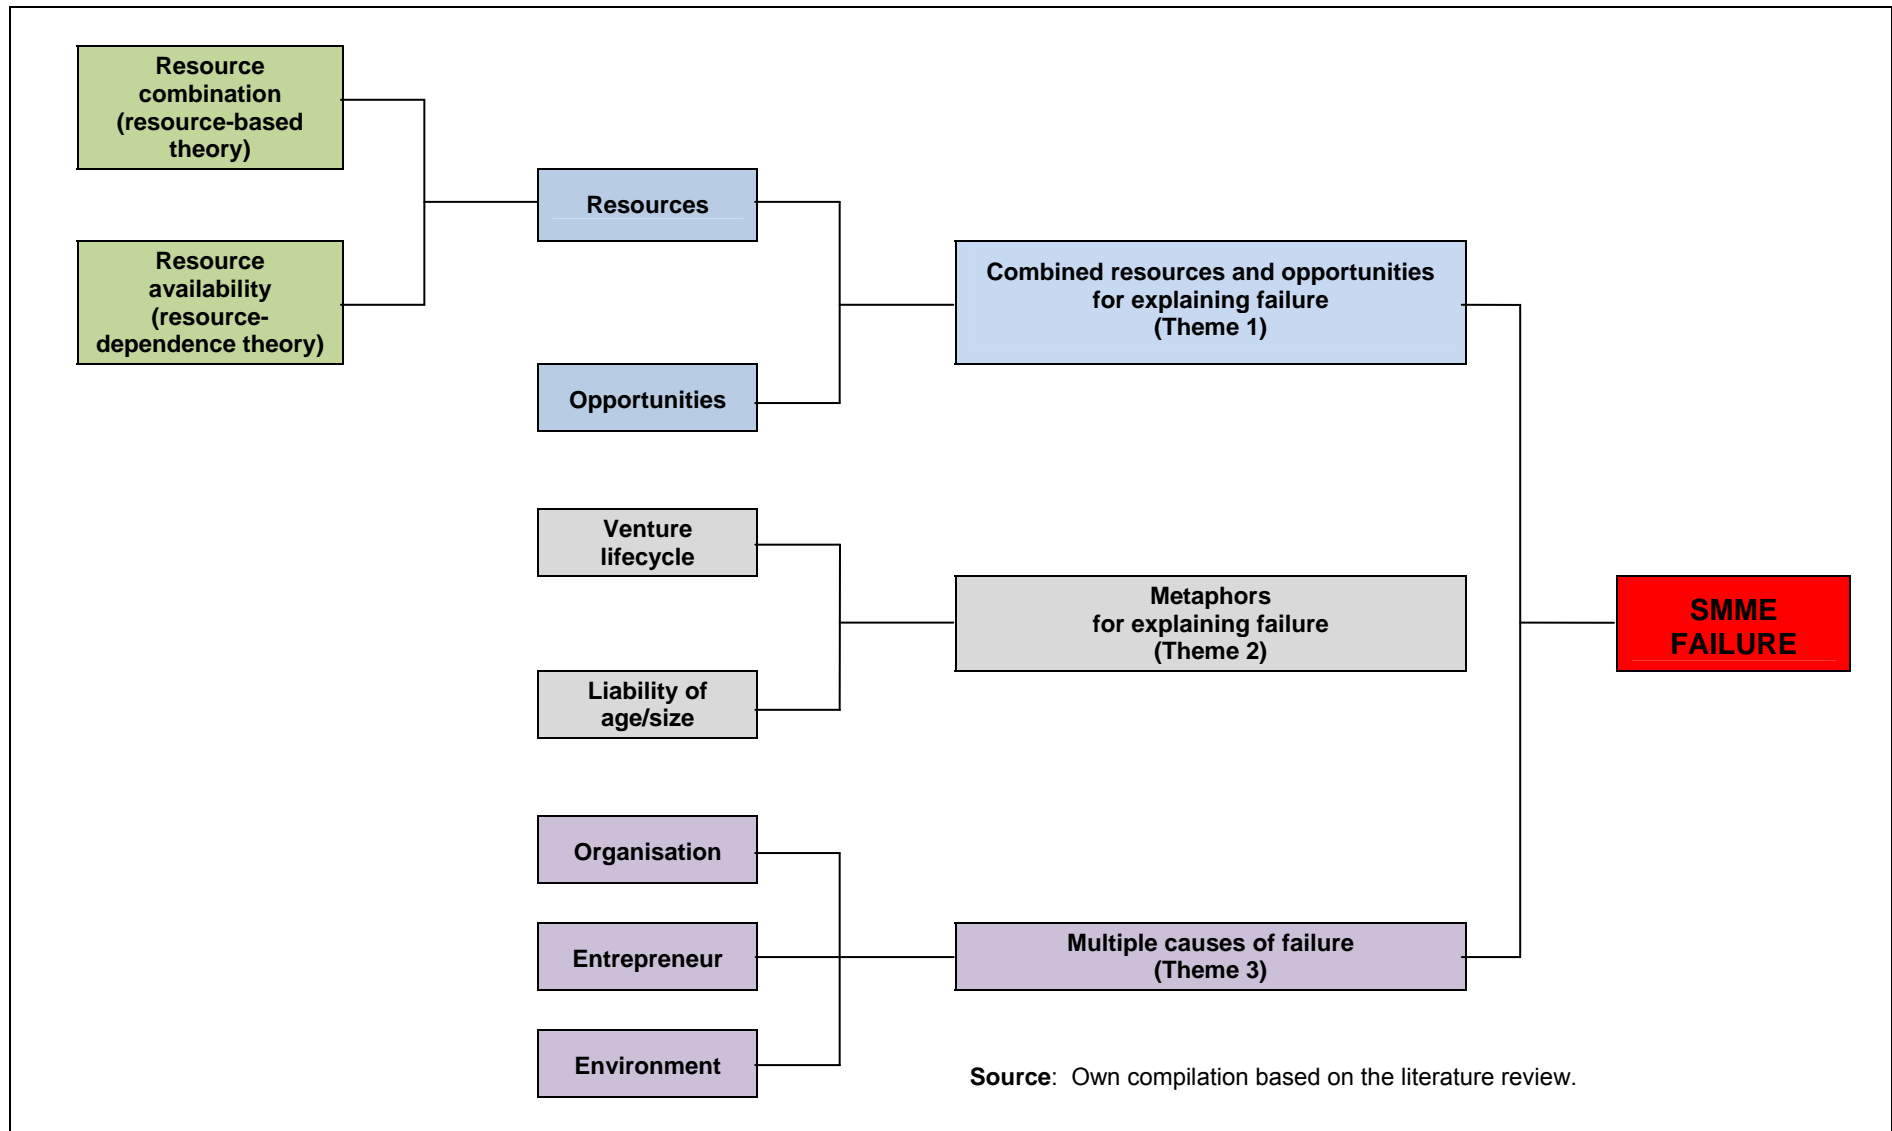 Resource
combination
(resource-based
theory)
Resource
availability
(resource-
dependence theory)
Resources
Opportunities
Combined resources and opportunities
for explaining failure
(Theme 1)
Venture
lifecycle
Liability of
age/size
Metaphors
for explaining failure
(Theme 2)
SMME
FAILURE
Organisation
Entrepreneur
Environment
Multiple causes of failure
(Theme 3)
Source: Own compilation based on the literature review.